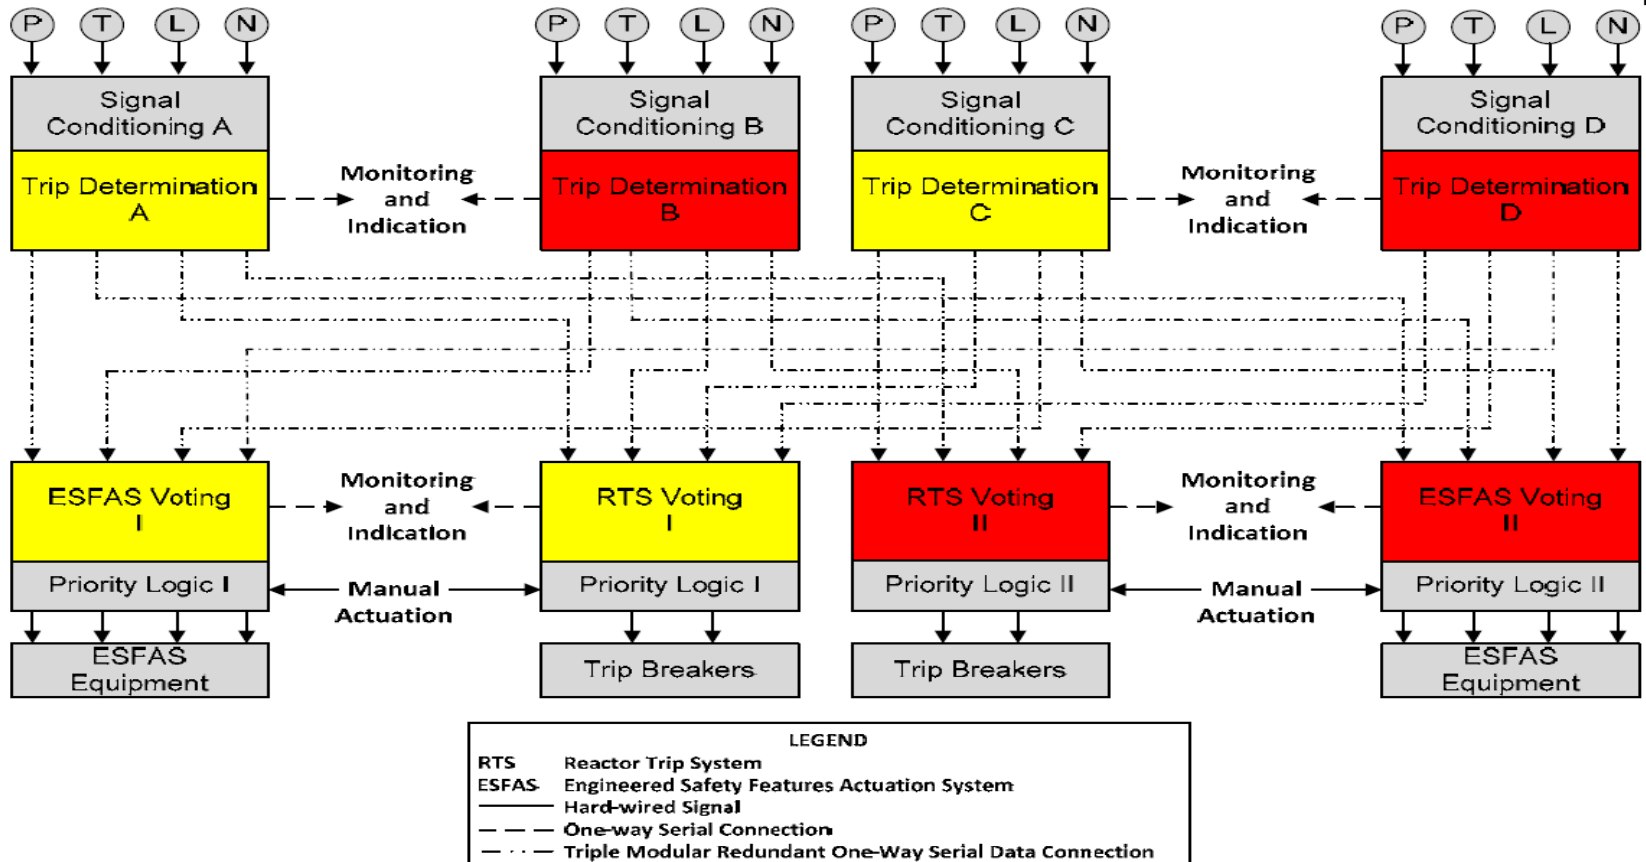 P T L N P T L N P T L N P T L N
Signal
Conditioning A
Signal
Conditioning B
Signal
Conditioning C
Signal
Conditioning D
Trip Determination
A
Monitoring
and
Indication
Trip Determination
B
Trip Determination
C
Monitoring
and
Indication
Trip Determination
D
ESFAS Voting
I
Monitoring
and
Indication
RTS Voting
I
RTS Voting
II
Monitoring
and
Indication
ESFAS Voting
II
Priority Logic I
Manual
Actuation
Priority Logic I
Priority Logic II
Manual
Actuation
Priority Logic II
ESFAS
Equipment
Trip Breakers
Trip Breakers
ESFAS
Equipment
LEGEND
RTS Reactor Trip System
ESFAS Engineered Safety Features Actuation System
Hard-wired Signal
One-way Serial Connection
Triple Modular Redundant One-Way Serial Data Connection